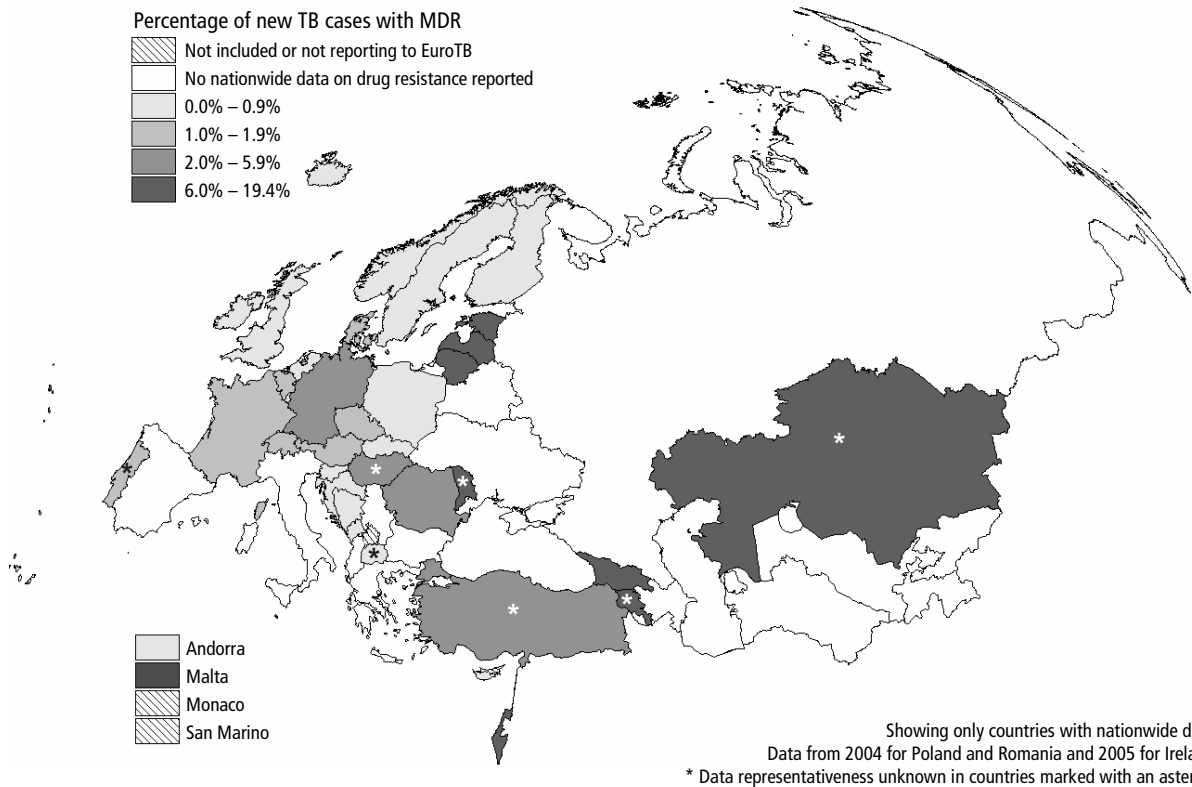 Percentage of new TB cases with MDR
Not included or not reporting to EuroTB
No nationwide data on drug resistance reported
0.0% – 0.9%
1.0% – 1.9%
2.0% – 5.9%
6.0% – 19.4%
Andorra
Malta
Monaco
San Marino
Showing only countries with nationwide
Data from 2004 for Poland and Romania and 2005 for
* Data representativeness unknown in countries marked with an